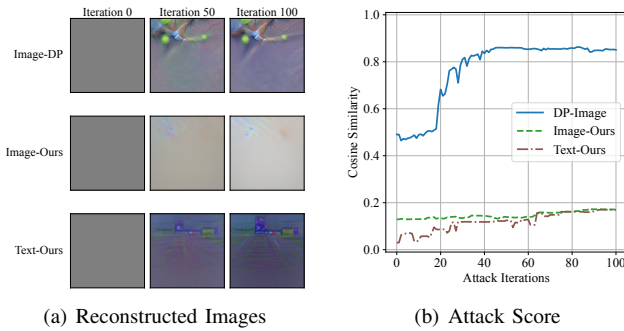 Iteration 0 Iteration 50 Iteration 100
Image-DP
Image-Ours
Text-Ours
(a) Reconstructed Images
1.0
0.8
0.6
0.4
0.2
0.0
Cosine Similarity
DP-Image
Image-Ours
Text-Ours
0 20 40 60 80 100
Attack Iterations
(b) Attack Score